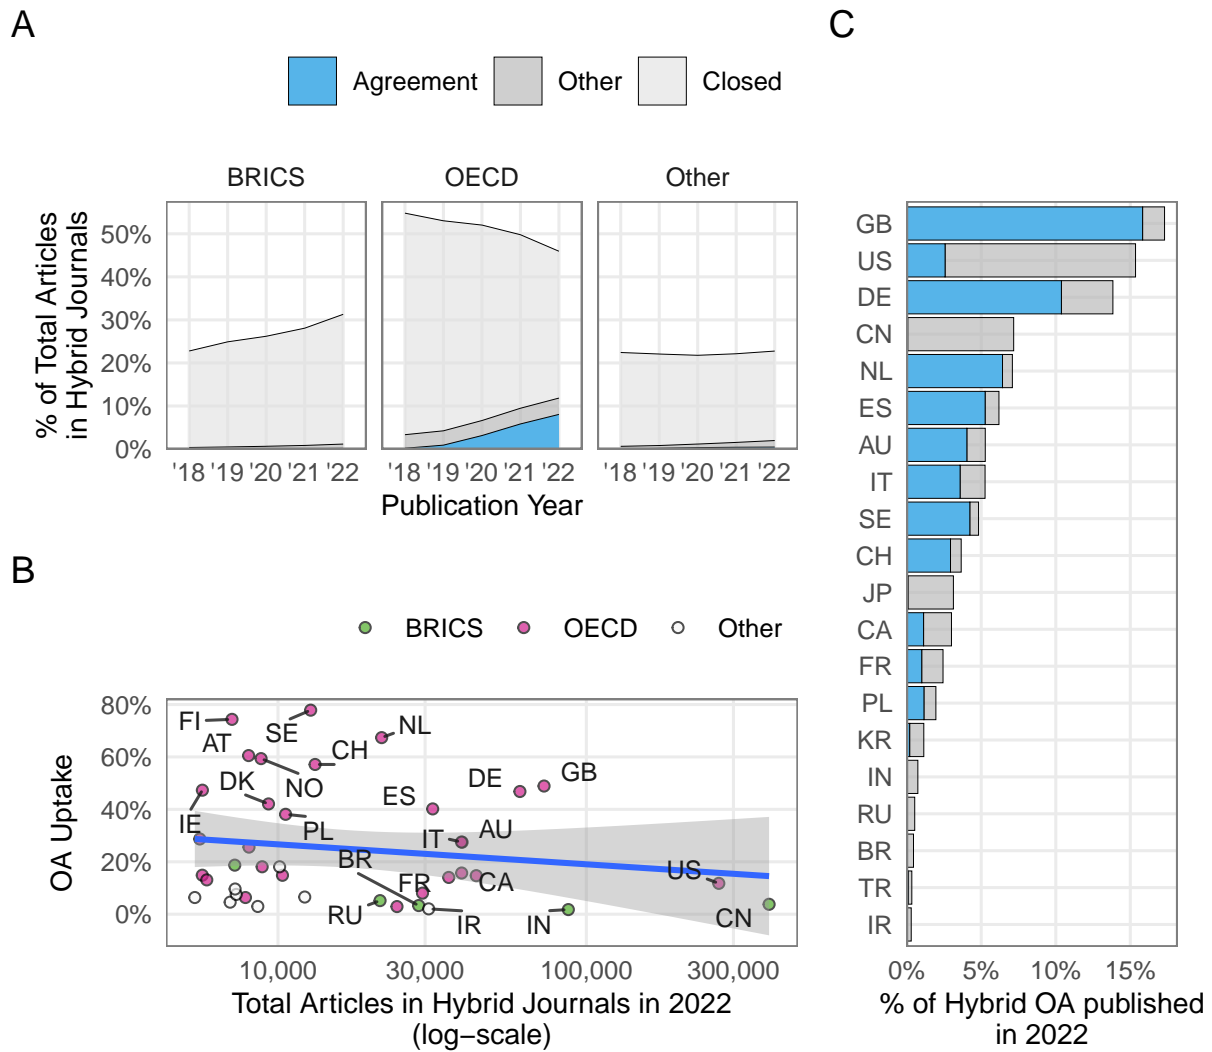 A
Agreement Other Closed
BRICS OECD Other
% of Total Articles
in Hybrid Journals
50%
40%
30%
20%
10%
0%
'18 '19 '20 '21 '22 '18 '19 '20 '21 '22 '18 '19 '20 '21 '22
Publication Year
B
BRICS OECD Other
OA Uptake
80%
60%
40%
20%
0%
FI
SE
NL
AT
CH
NO
DK
DE
GB
IE
PL
ES
IT
AU
BR
FR
CA
US
RU
IR
IN
CN
10,000 30,000 100,000 300,000
Total Articles in Hybrid Journals in 2022
(log−scale)
C
GB
US
DE
CN
NL
ES
AU
IT
SE
CH
JP
CA
FR
PL
KR
IN
RU
BR
TR
IR
0% 5% 10% 15%
% of Hybrid OA published
in 2022